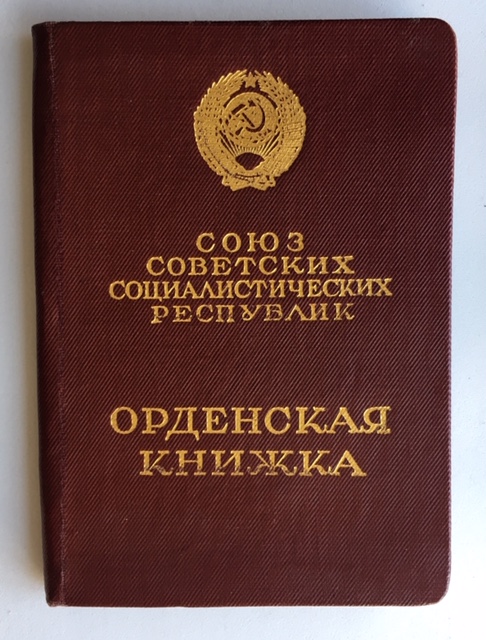 СОЮЗ
СОВЕТСКИХ
СОЦИАЛИСТИЧЕСКИХ
РЕСПУБЛИК
ОРДЕНСКАЯ
КНИЖКА